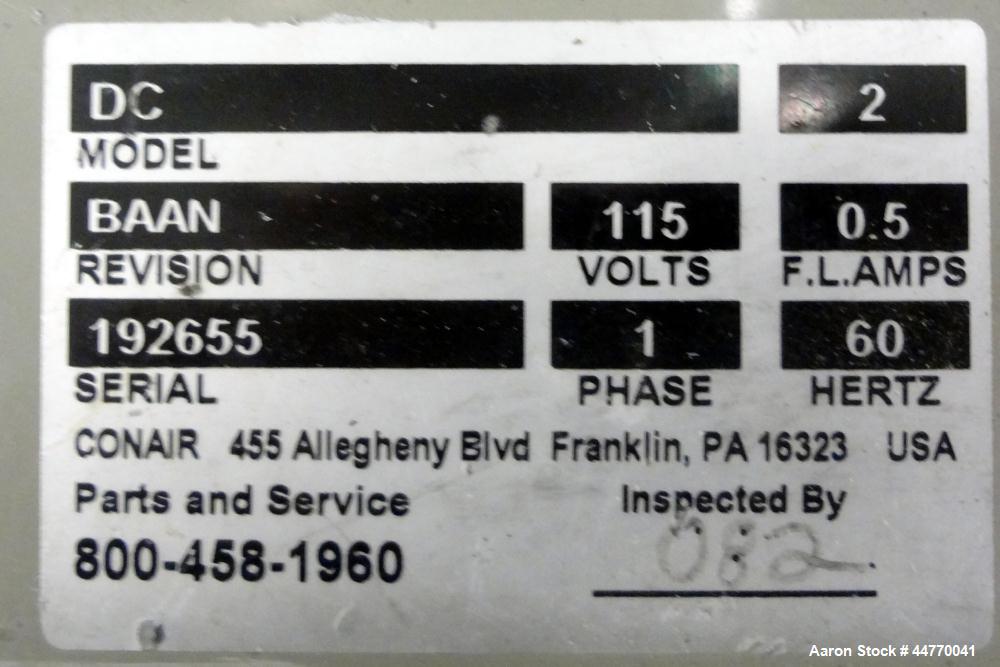 DC 2
MODEL
BAAN 115 0.5
REVISION VOLTS F.L.AMPS
192655 1 60
SERIAL PHASE HERTZ
CONAIR 455 Allegheny Blvd Franklin, PA 16323 USA
Parts and Service Inspected By
800-458-1960 082
Aaron Stock # 44770041